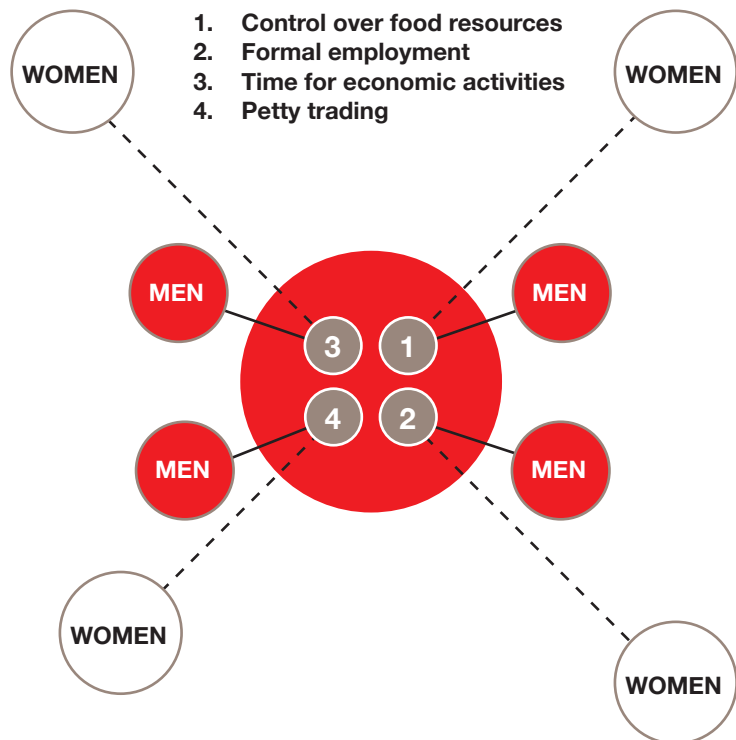 1. Control over food resources
2. Formal employment
3. Time for economic activities
4. Petty trading
WOMEN
WOMEN
MEN
MEN
3
1
4
2
MEN
MEN
WOMEN
WOMEN